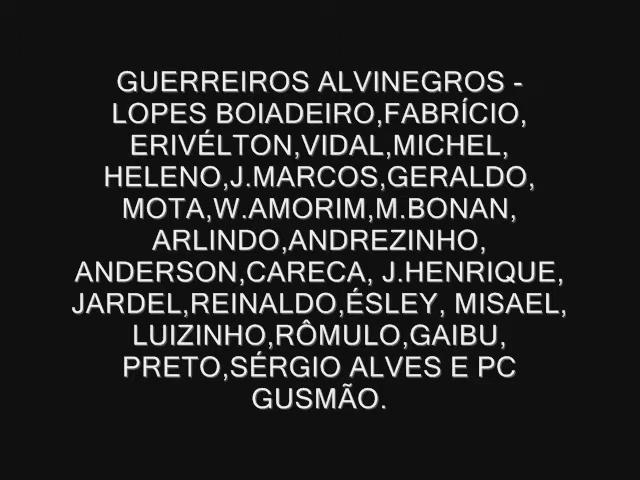 GUERREIROS ALVINEGROS -
LOPES BOIADEIRO,FABRÍCIO,
ERIVÉLTON,VIDAL,MICHEL,
HELENO,J.MARCOS,GERALDO,
MOTA,W.AMORIM,M.BONAN,
ARLINDO,ANDREZINHO,
ANDERSON,CARECA, J.HENRIQUE,
JARDEL,REINALDO,ÉSLEY, MISAEL,
LUIZINHO,RÔMULO,GAIBU,
PRETO,SÉRGIO ALVES E PC
GUSMÃO.